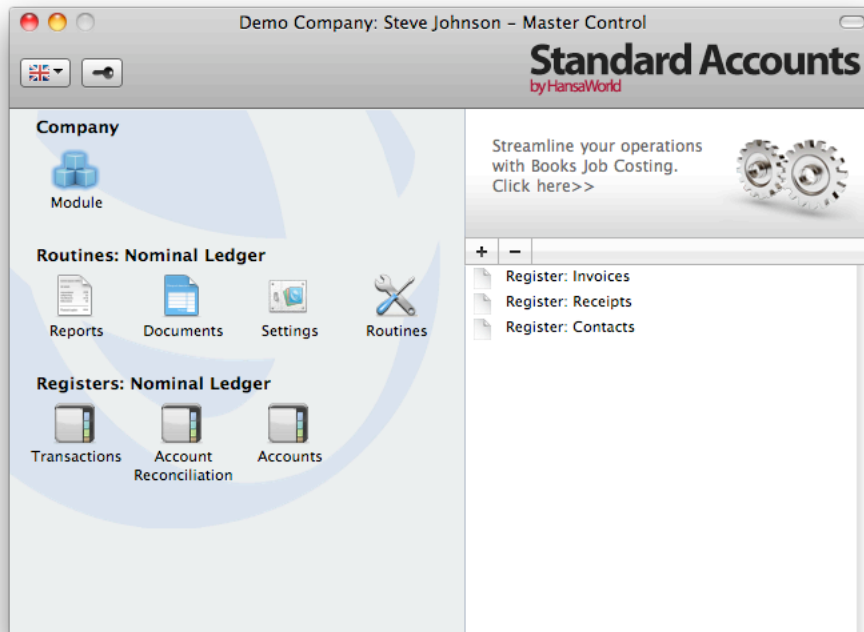 Demo Company: Steve Johnson – Master Control
Standard Accounts
by HansaWorld
Company
Module
Routines: Nominal Ledger
Reports
Documents
Settings
Routines
Registers: Nominal Ledger
Transactions
Account
Reconciliation
Accounts
Streamline your operations
with Books Job Costing.
Click here>>
+ −
Register: Invoices
Register: Receipts
Register: Contacts